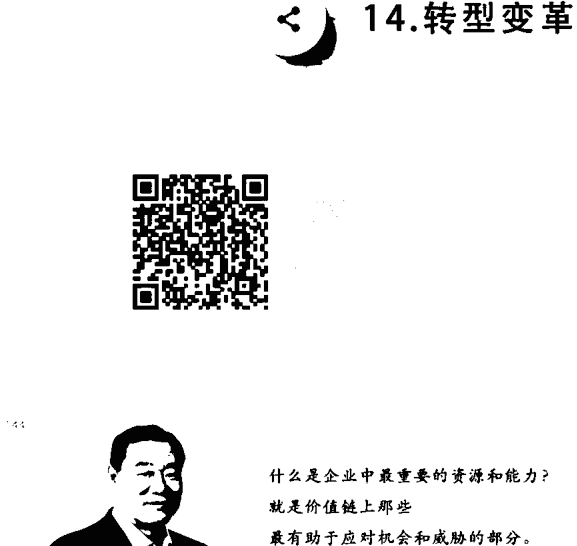 14.转型变革
什么是企业中最重要的资源和能力?
就是价值链上那些
最有助于应对机会和威胁的部分。